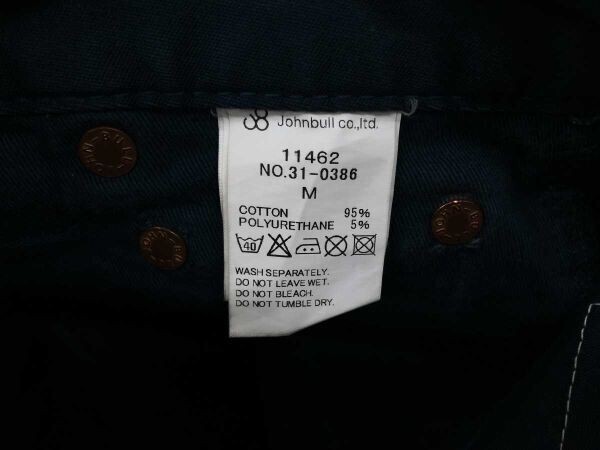 Johnbull co.,ltd.
11462
NO.31-0386
M
COTTON 95%
POLYURETHANE 5%
40
WASH SEPARATELY.
DO NOT LEAVE WET.
DO NOT BLEACH.
DO NOT TUMBLE DRY.